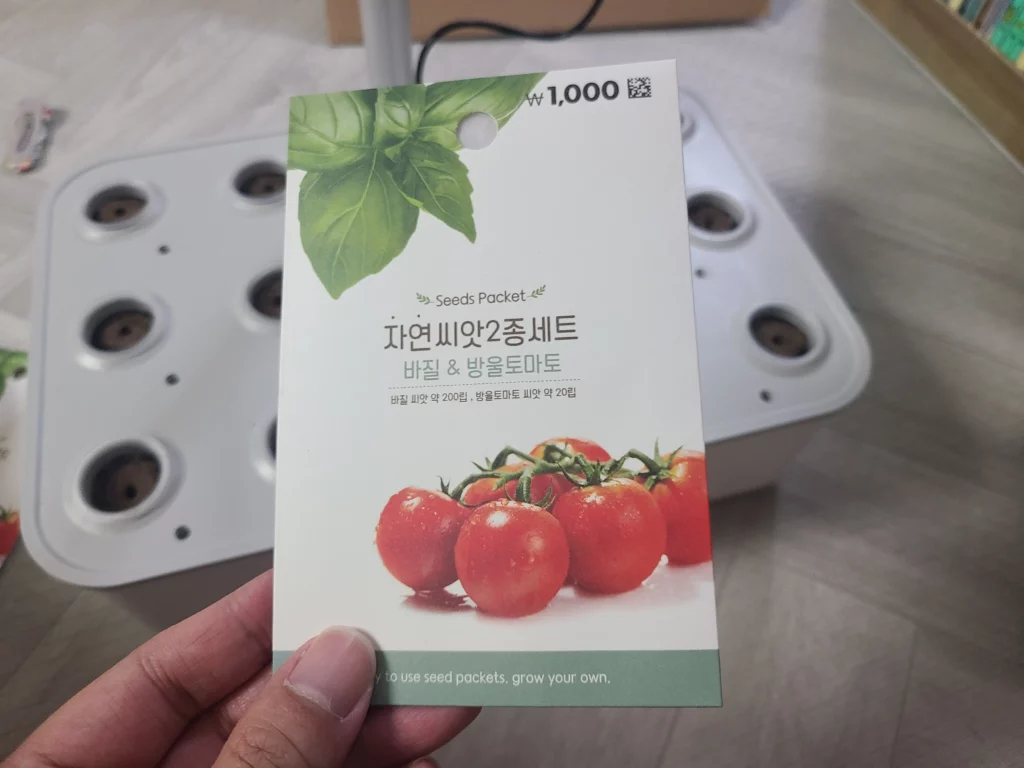 ₩1,000
Seeds Packet
자연씨앗2종세트
바질 & 방울토마토
바질 씨앗 약 200립 , 방울토마토 씨앗 약 20립
to use seed packets, grow your own.